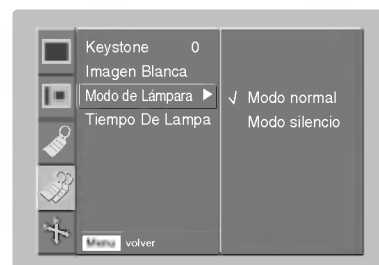 Keystone 0
Imagen Blanca
Modo de Lámpara ▶
Tiempo De Lampa
√ Modo normal
Modo silencio
Menu volver